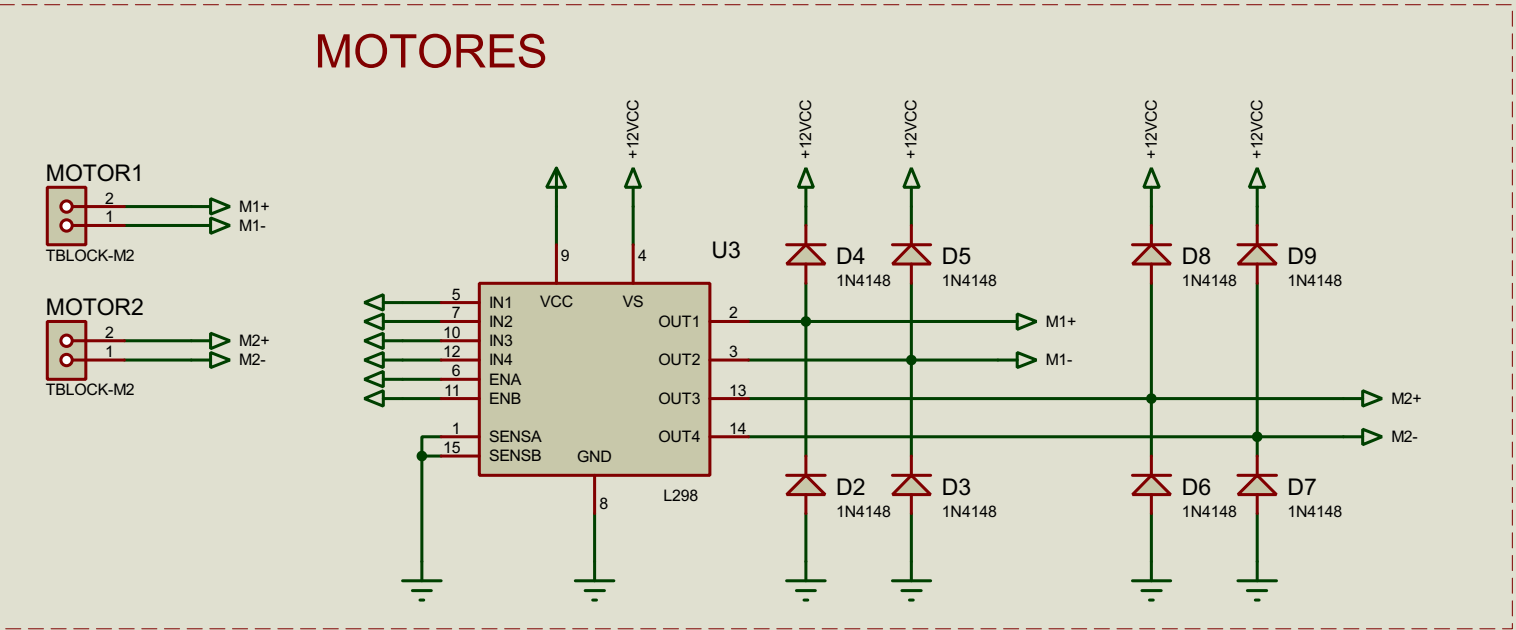 MOTORES
MOTOR1
2
M1+
1
M1-
TBLOCK-M2
MOTOR2
2
M2+
1
M2-
TBLOCK-M2
+12VCC
9
4
U3
VCC
VS
5
IN1
7
IN2
10
IN3
12
IN4
6
ENA
11
ENB
1
SENSA
15
SENSB
GND
8
L298
OUT1
2
OUT2
3
OUT3
13
OUT4
14
+12VCC
+12VCC
+12VCC
+12VCC
D4
1N4148
D5
1N4148
D8
1N4148
D9
1N4148
M1+
M1-
M2+
M2-
D2
1N4148
D3
1N4148
D6
1N4148
D7
1N4148